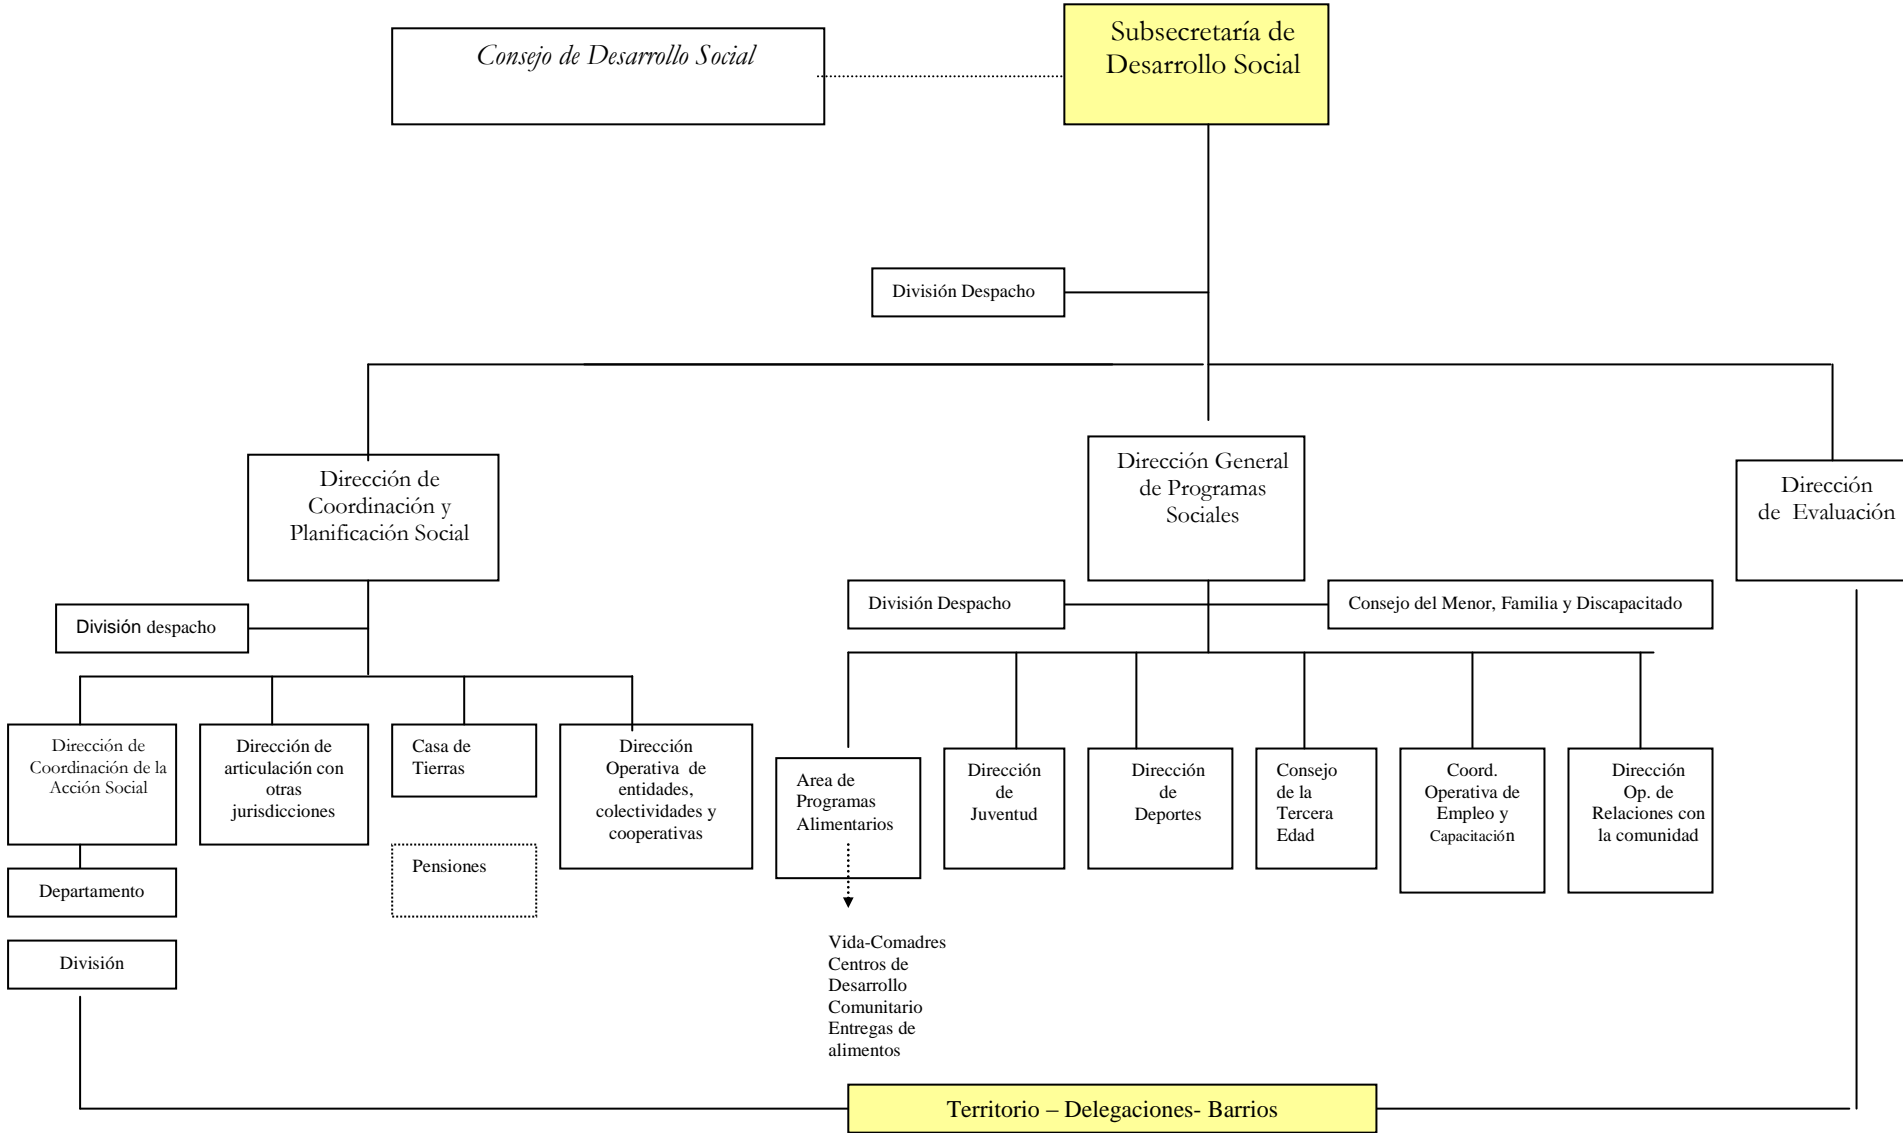 Consejo de Desarrollo Social
Subsecretaría de
Desarrollo Social
División Despacho
Dirección de
Coordinación y
Planificación Social
Dirección General
de Programas
Sociales
Dirección
de Evaluación
División despacho
División Despacho
Consejo del Menor, Familia y Discapacitado
Dirección de
Coordinación de la
Acción Social
Dirección de
articulación con
otras
jurisdicciones
Casa de
Tierras
Dirección
Operativa de
entidades,
colectividades y
cooperativas
Area de
Programas
Alimentarios
Dirección
de
Juventud
Dirección
de
Deportes
Consejo
de la
Tercera
Edad
Coord.
Operativa de
Empleo y
Capacitación
Dirección
Op. de
Relaciones con
la comunidad
Pensiones
Departamento
División
Vida-Comadres
Centros de
Desarrollo
Comunitario
Entregas de
alimentos
Territorio – Delegaciones- Barrios